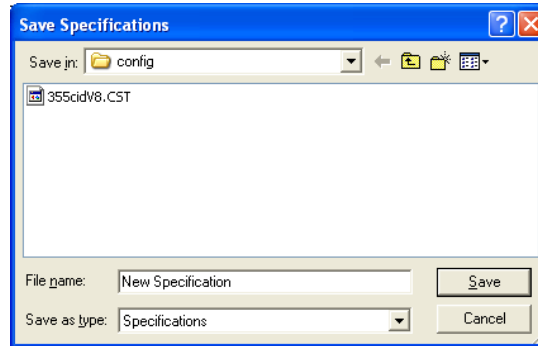 Save Specifications
Save in: config
355cidV8.CST
File name: New Specification Save
Save as type: Specifications Cancel